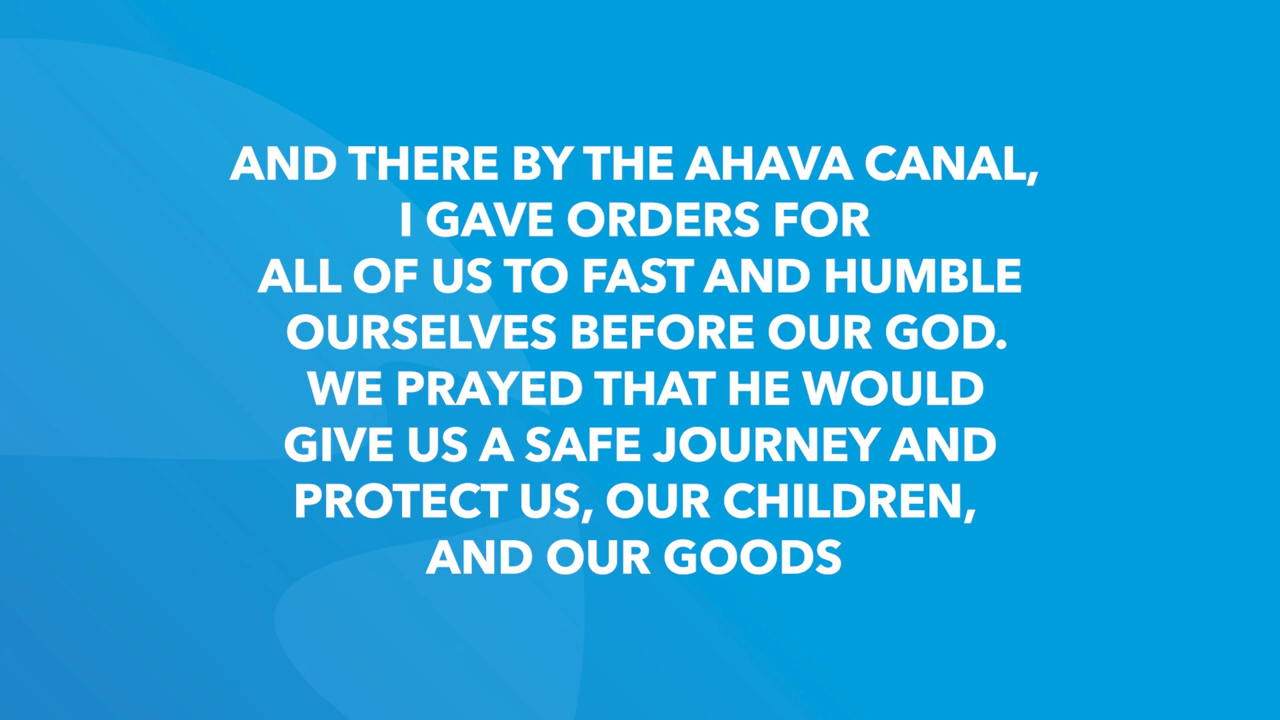 AND THERE BY THE AHAVA CANAL,
I GAVE ORDERS FOR
ALL OF US TO FAST AND HUMBLE
OURSELVES BEFORE OUR GOD.
WE PRAYED THAT HE WOULD
GIVE US A SAFE JOURNEY AND
PROTECT US, OUR CHILDREN,
AND OUR GOODS